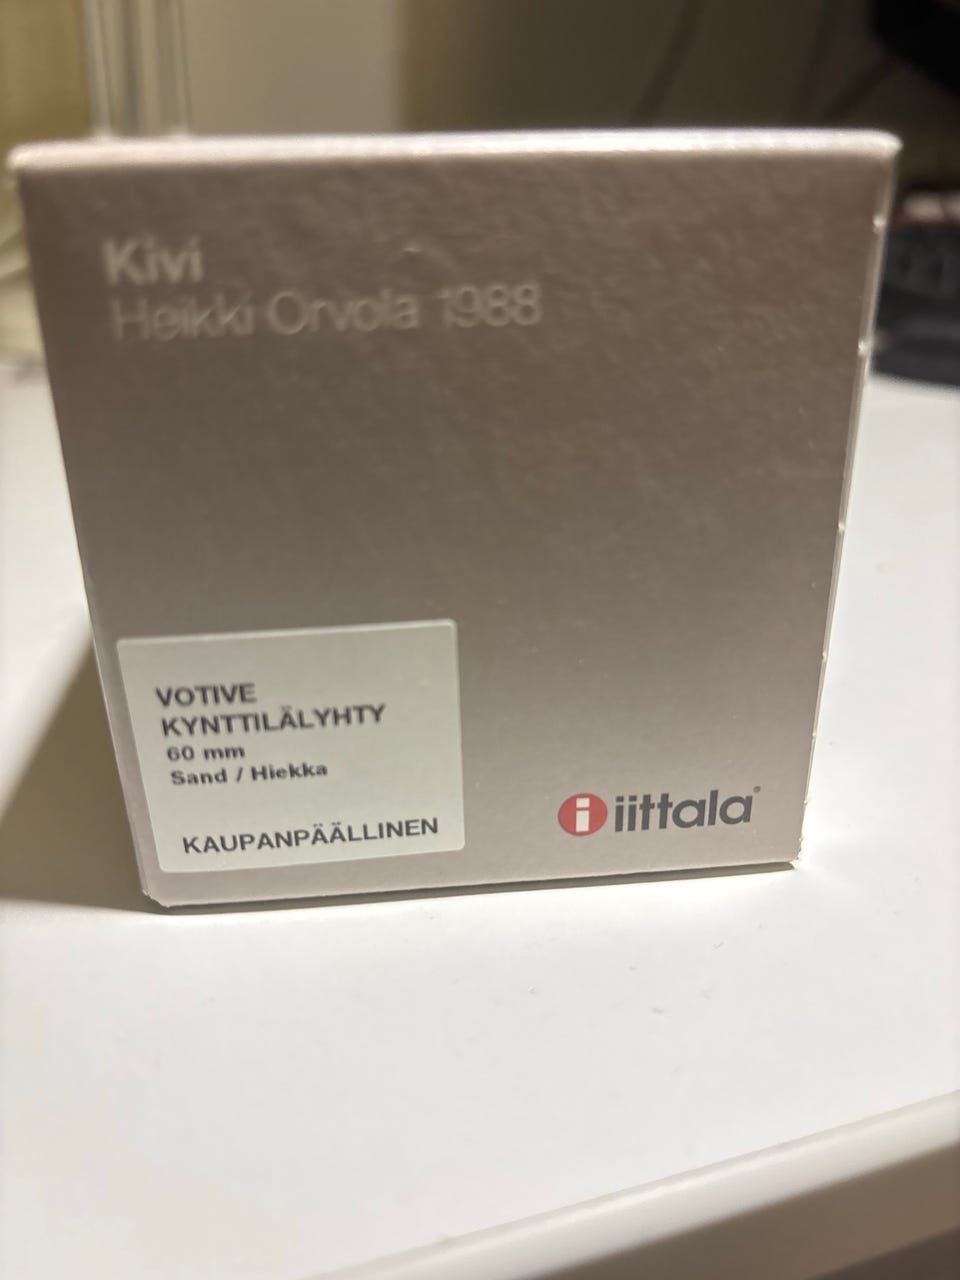 Kivi
Heikki Orvola 1988
VOTIVE
KYNTTILÄLYHTY
60 mm
Sand / Hiekka
KAUPANPÄÄLLINEN
i iittala®